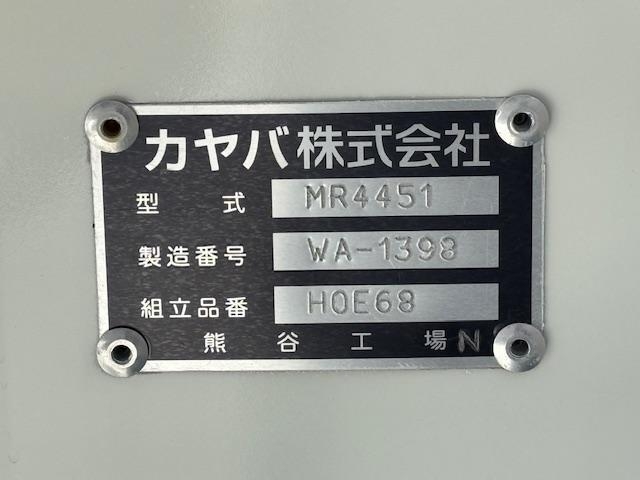 カヤバ株式会社
型式 MR4451
製造番号 WA-1398
組立品番 H0E68
熊谷工場 N